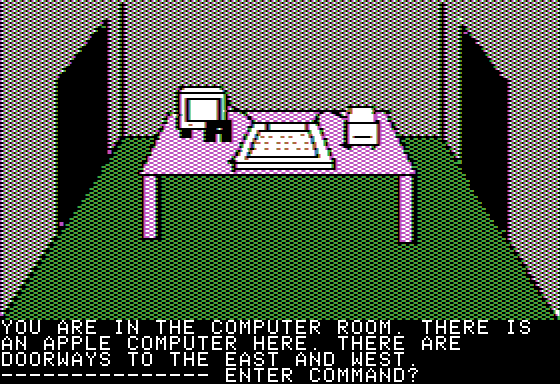 YOU ARE IN THE COMPUTER ROOM. THERE IS
AN APPLE COMPUTER HERE. THERE ARE
DOORWAYS TO THE EAST AND WEST.
---------------- ENTER COMMAND?